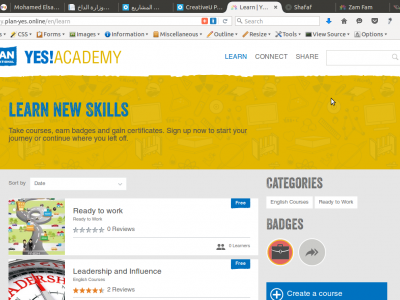 Mohamed Elsa...
وزارة الداخ...
المشاريع...
CreativeU P...
Learn | Y...
Shafaf
Zam Fam
plan-yes.online/en/learn
Images
Information
Miscellaneous
Outline
Resize
Tools
View Source
Options
AN
YES!ACADEMY
LEARN CONNECT SHARE
LEARN NEW SKILLS
Take courses, earn badges and gain certificates. Sign up now to start your
journey or continue where you left off.
Sort by Date
Free
Ready to work
Ready to Work
0 Reviews
0 Learners
Free
Leadership and Influence
English Courses
2 Reviews
LEADERSHIP
CATEGORIES
English Courses Ready to Work
BADGES
Create a course